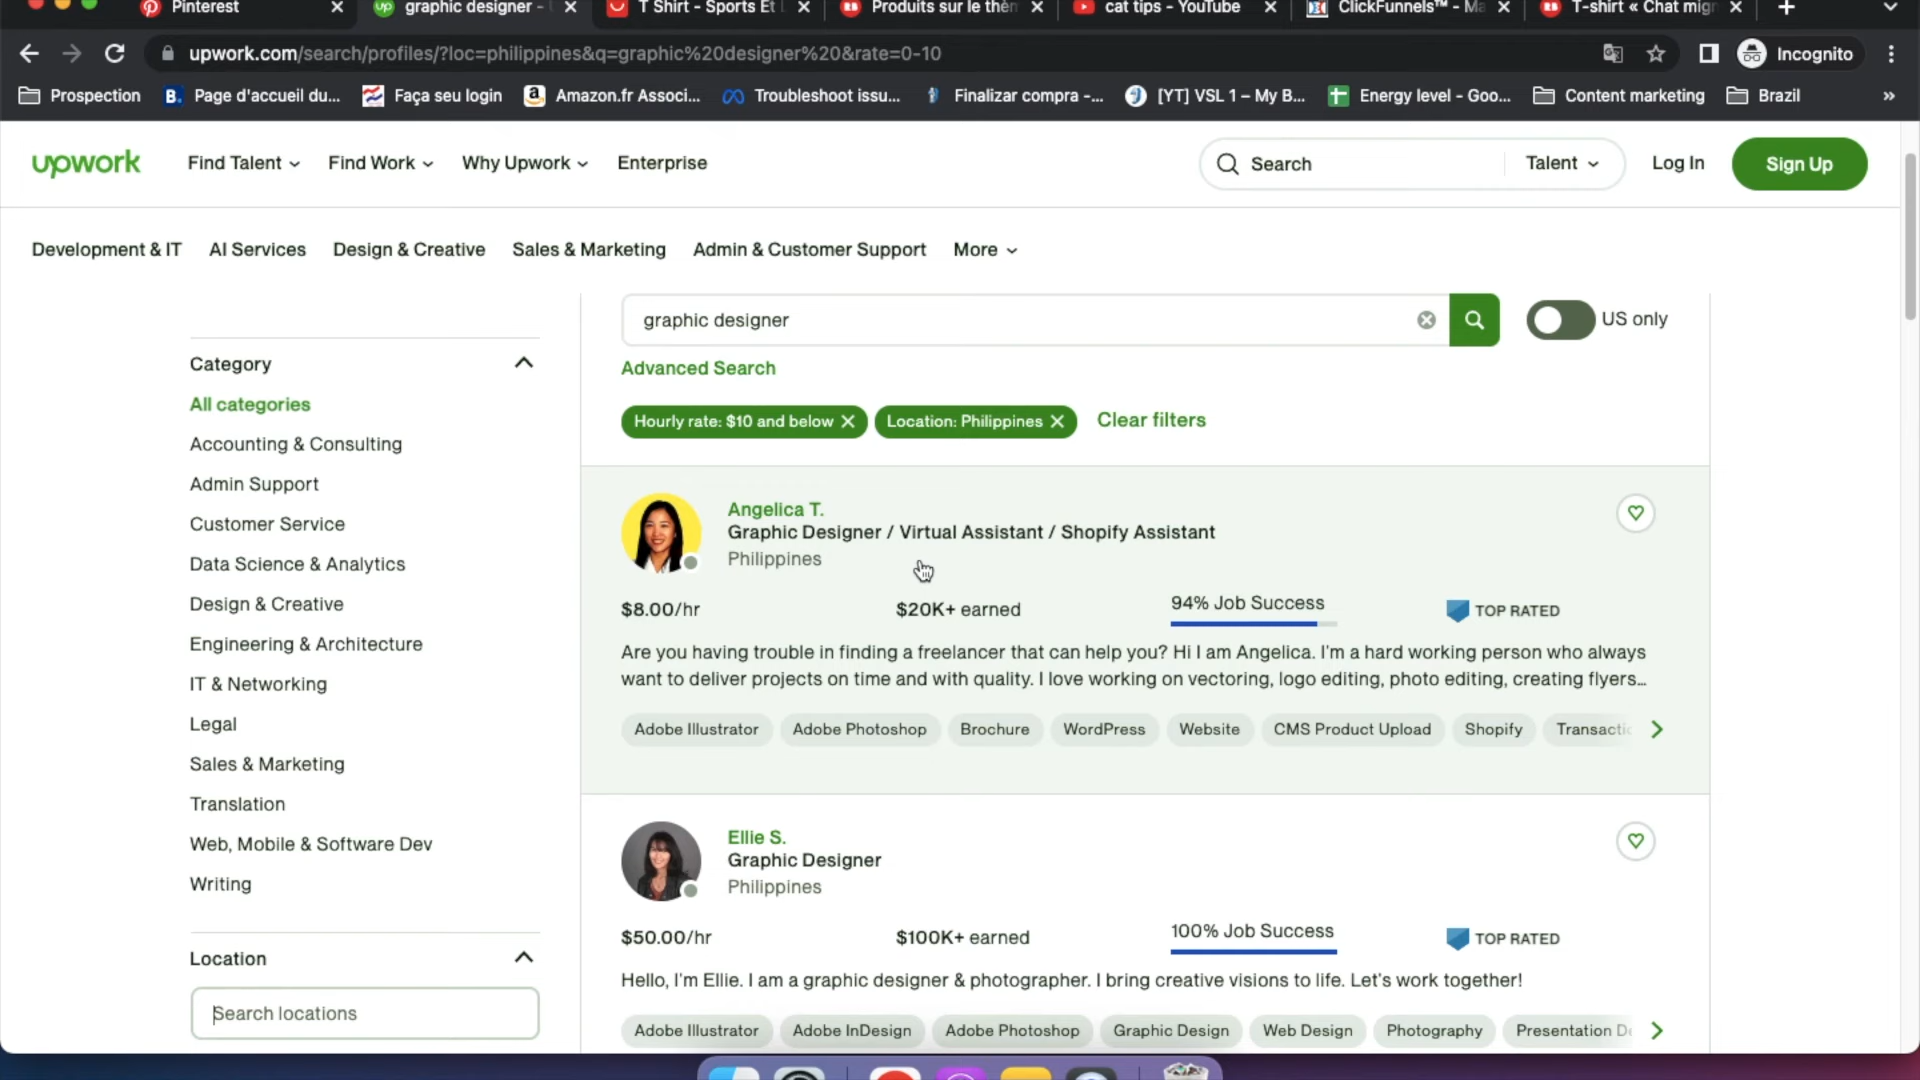 Pinterest
graphic designer -
T Shirt - Sports Et
Produits sur le thèm
cat tips - YouTube
ClickFunnels™ - Ma
T-shirt « Chat mign
upwork.com/search/profiles/?loc=philippines&q=graphic%20designer%20&rate=0-10
Incognito
Prospection
Page d'accueil du...
Faça seu login
Amazon.fr Associ...
Troubleshoot issu...
Finalizar compra -...
[YT] VSL 1 – My B...
Energy level - Goo...
Content marketing
Brazil
upwork
Find Talent
Find Work
Why Upwork
Enterprise
Search
Talent
Log In
Sign Up
Development & IT
AI Services
Design & Creative
Sales & Marketing
Admin & Customer Support
More
graphic designer
US only
Advanced Search
Hourly rate: $10 and below
Location: Philippines
Clear filters
Category
All categories
Accounting & Consulting
Admin Support
Customer Service
Data Science & Analytics
Design & Creative
Engineering & Architecture
IT & Networking
Legal
Sales & Marketing
Translation
Web, Mobile & Software Dev
Writing
Location
Search locations
Angelica T.
Graphic Designer / Virtual Assistant / Shopify Assistant
Philippines
$8.00/hr
$20K+ earned
94% Job Success
TOP RATED
Are you having trouble in finding a freelancer that can help you? Hi I am Angelica. I'm a hard working person who always
want to deliver projects on time and with quality. I love working on vectoring, logo editing, photo editing, creating flyers...
Adobe Illustrator
Adobe Photoshop
Brochure
WordPress
Website
CMS Product Upload
Shopify
Transactio
Ellie S.
Graphic Designer
Philippines
$50.00/hr
$100K+ earned
100% Job Success
TOP RATED
Hello, I'm Ellie. I am a graphic designer & photographer. I bring creative visions to life. Let's work together!
Adobe Illustrator
Adobe InDesign
Adobe Photoshop
Graphic Design
Web Design
Photography
Presentation De